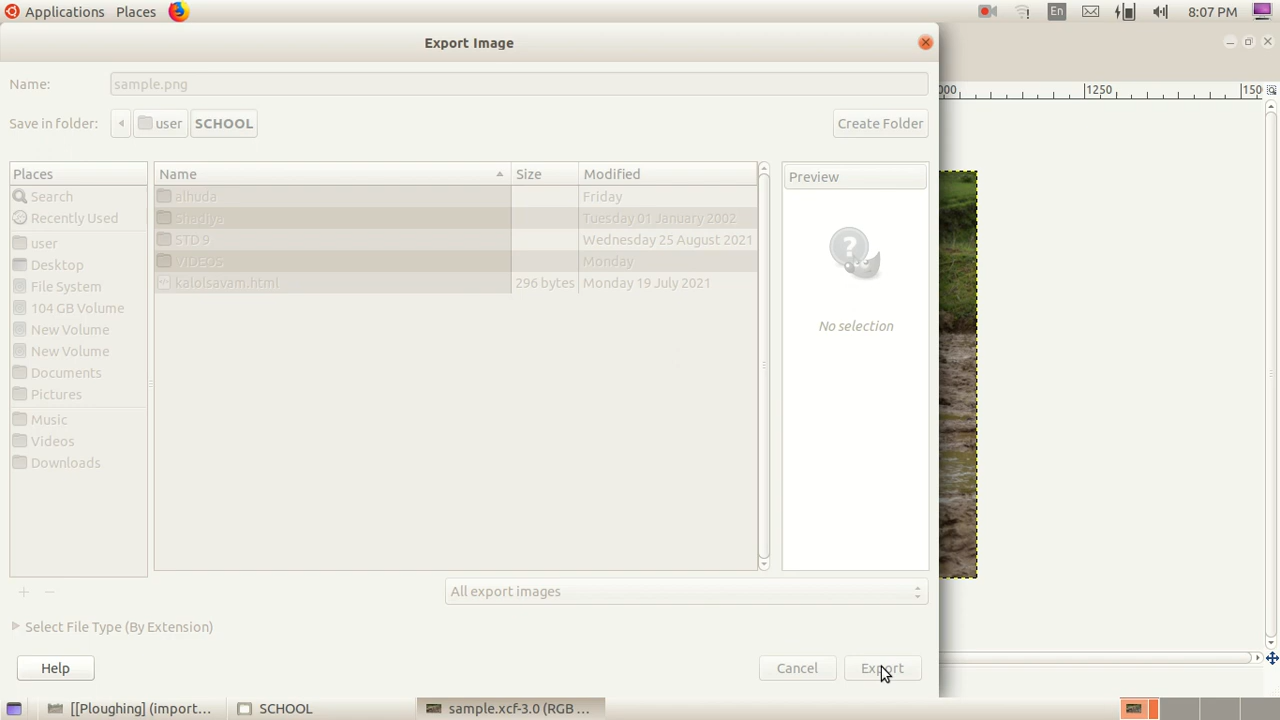 Applications Places En 8:07 PM
Export Image
Name: sample.png
Save in folder: user SCHOOL Create Folder
Places Name Size Modified Preview
Search alhuda Friday
Recently Used Shadiya Tuesday 01 January 2002
user STD 9 Wednesday 25 August 2021
Desktop VIDEOS Monday
File System kalolsavam.html 296 bytes Monday 19 July 2021
104 GB Volume
New Volume
New Volume
Documents
Pictures
Music
Videos
Downloads
No selection
All export images
Select File Type (By Extension)
Help Cancel Export
000 1250 150
[[Ploughing] (import... SCHOOL sample.xcf-3.0 (RGB ...